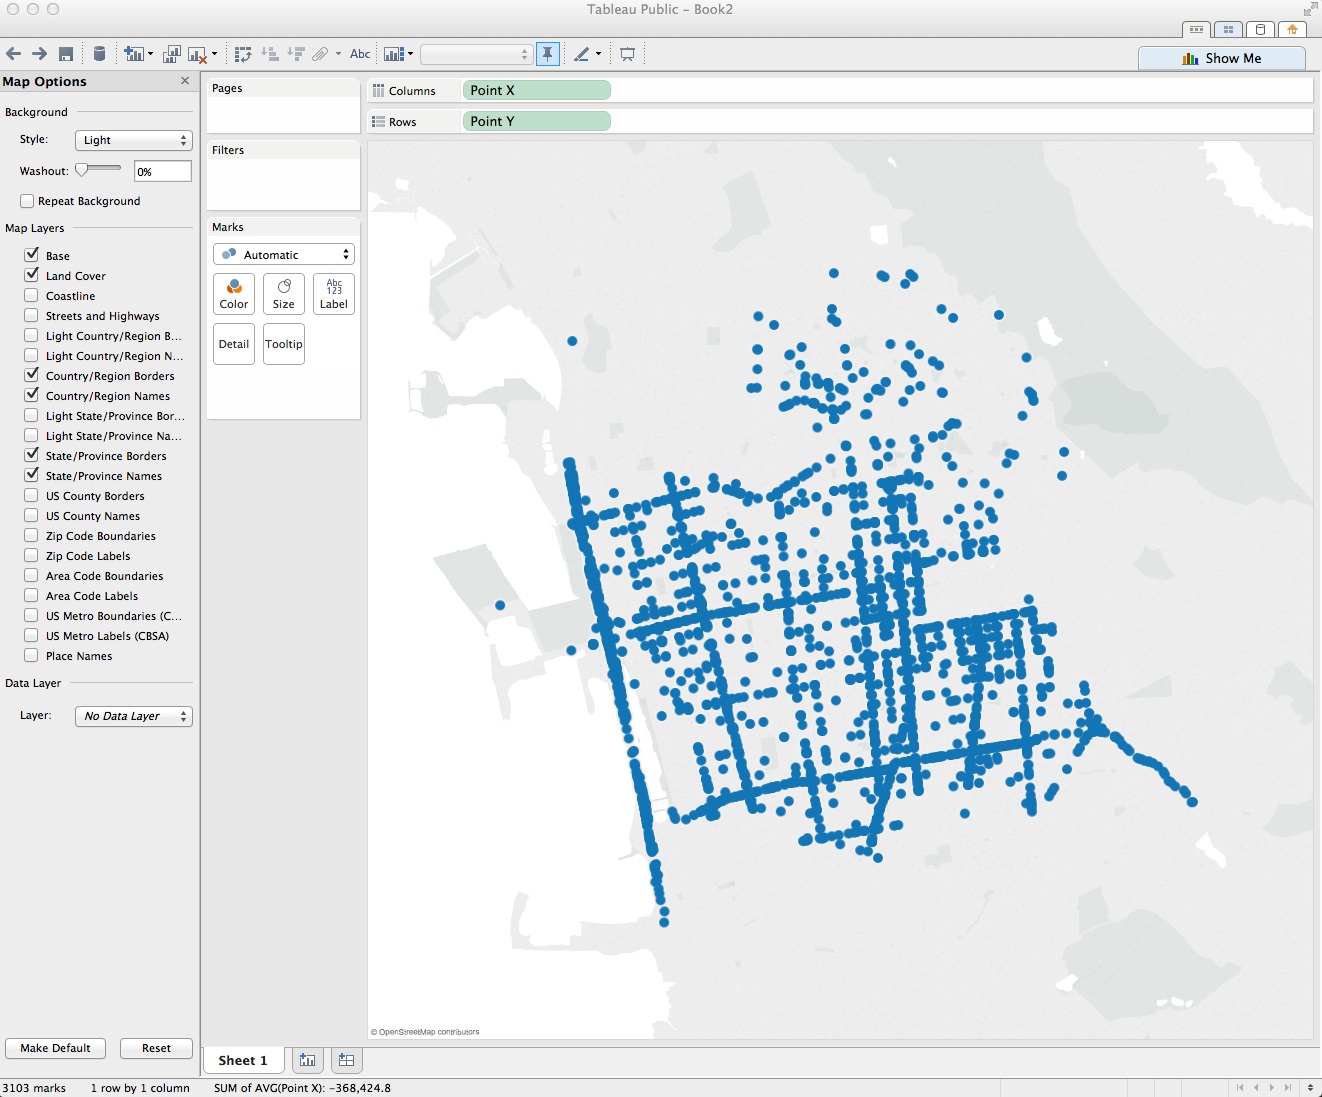 Tableau Public – Book2
Abc
Show Me
Map Options
Background
Style: Light
Washout: 0%
Repeat Background
Map Layers
Base
Land Cover
Coastline
Streets and Highways
Light Country/Region B...
Light Country/Region N...
Country/Region Borders
Country/Region Names
Light State/Province Bor...
Light State/Province Na...
State/Province Borders
State/Province Names
US County Borders
US County Names
Zip Code Boundaries
Zip Code Labels
Area Code Boundaries
Area Code Labels
US Metro Boundaries (C...
US Metro Labels (CBSA)
Place Names
Data Layer
Layer: No Data Layer
Make Default Reset
Pages
Filters
Marks
Automatic
Color Size Abc 123 Label
Detail Tooltip
Columns Point X
Rows Point Y
© OpenStreetMap contributors
Sheet 1
3103 marks 1 row by 1 column SUM of AVG(Point X): -368,424.8